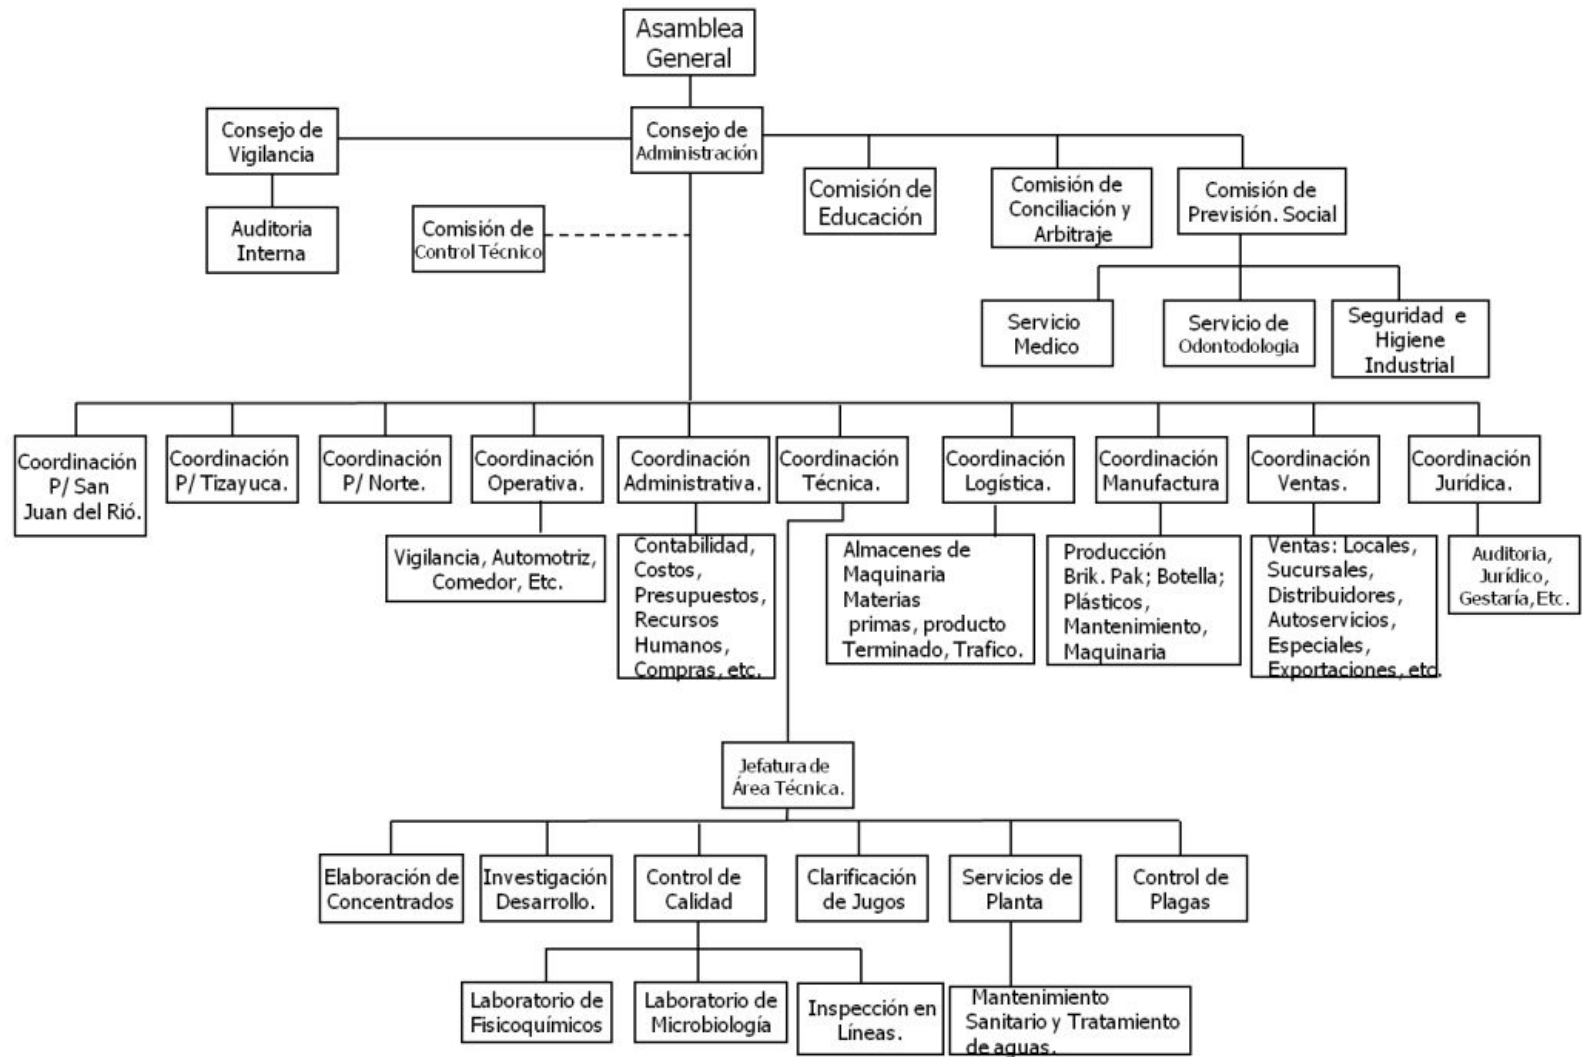 Asamblea
General
Consejo de
Vigilancia
Consejo de
Administración
Auditoria
Interna
Comisión de
Control Técnico
Comisión de
Educación
Comisión de
Conciliación y
Arbitraje
Comisión de
Previsión. Social
Servicio
Medico
Servicio de
Odontodologia
Seguridad e
Higiene
Industrial
Coordinación
P/ San
Juan del Rió.
Coordinación
P/ Tizayuca.
Coordinación
P/ Norte.
Coordinación
Operativa.
Coordinación
Administrativa.
Coordinación
Técnica.
Coordinación
Logística.
Coordinación
Manufactura
Coordinación
Ventas.
Coordinación
Jurídica.
Vigilancia, Automotriz,
Comedor, Etc.
Contabilidad,
Costos,
Presupuestos,
Recursos
Humanos,
Compras, etc.
Almacenes de
Maquinaria
Materias
primas, producto
Terminado, Trafico.
Producción
Brik. Pak; Botella;
Plásticos,
Mantenimiento,
Maquinaria
Ventas: Locales,
Sucursales,
Distribuidores,
Autoservicios,
Especiales,
Exportaciones, etc.
Auditoria,
Jurídico,
Gestaría, Etc.
Jefatura de
Área Técnica.
Elaboración de
Concentrados
Investigación
Desarrollo.
Control de
Calidad
Clarificación
de Jugos
Servicios de
Planta
Control de
Plagas
Laboratorio de
Fisicoquímicos
Laboratorio de
Microbiología
Inspección en
Líneas.
Mantenimiento
Sanitario y Tratamiento
de aguas.